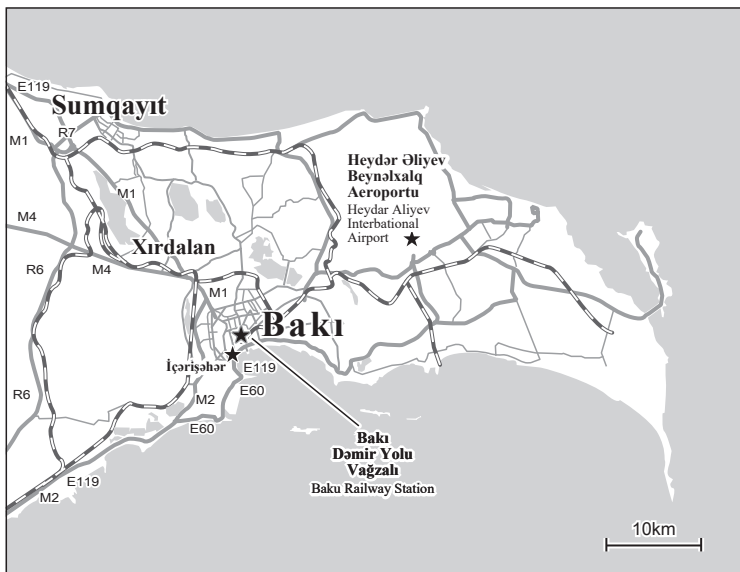 E119
Sumqayıt
R7
M1
M1
Heydər Əliyev
Beynəlxalq
Aeroportu
Heydar Aliyev
Interbational
Airport
M4
Xırdalan
R6
M4
M1
Bakı
İçərişəhər
E119
E60
R6
M2
E60
Bakı
Dəmir Yolu
Vağzalı
Baku Railway Station
E119
M2
10km